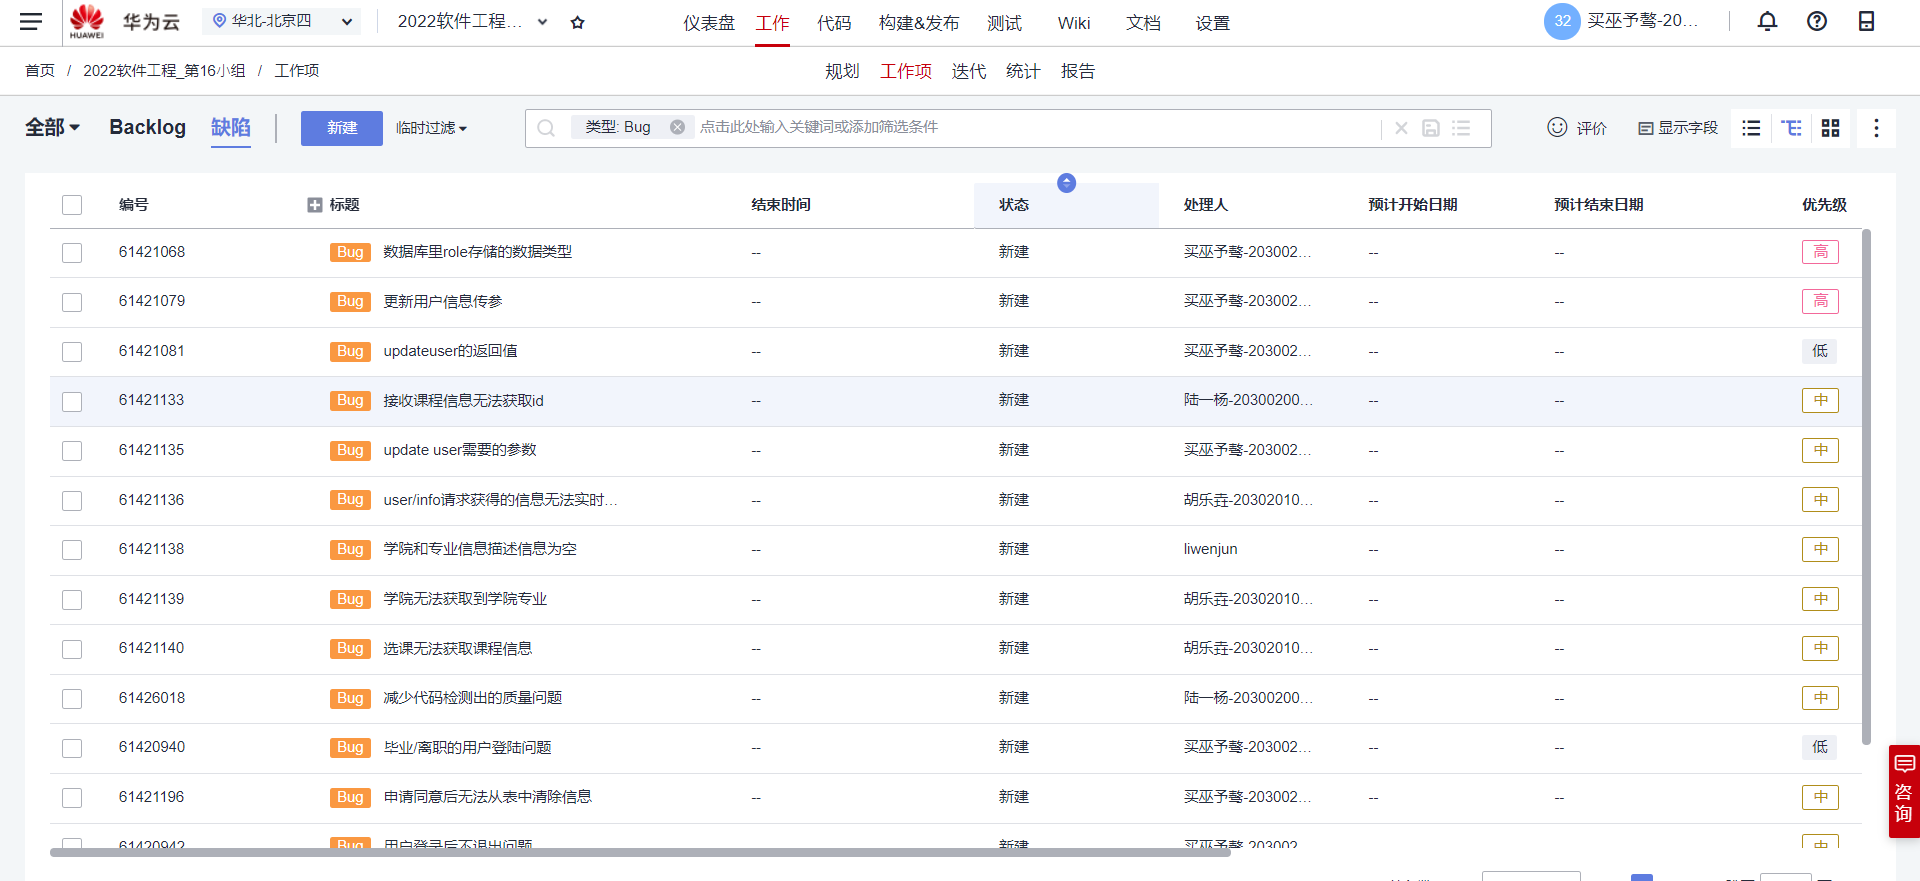 HUAWEI
华为云
华北-北京四
2022软件工程...
仪表盘 工作 代码 构建&发布 测试 Wiki 文档 设置
32 买巫予骜-20...
首页 / 2022软件工程_第16小组 / 工作项
规划 工作项 迭代 统计 报告
全部 Backlog 缺陷 新建 临时过滤
类型: Bug 点击此处输入关键词或添加筛选条件
评价 显示字段
编号 标题 结束时间 状态 处理人 预计开始日期 预计结束日期 优先级
61421068 Bug 数据库里role存储的数据类型 -- 新建 买巫予骜-203002... -- -- 高
61421079 Bug 更新用户信息传参 -- 新建 买巫予骜-203002... -- -- 高
61421081 Bug updateuser的返回值 -- 新建 买巫予骜-203002... -- -- 低
61421133 Bug 接收课程信息无法获取id -- 新建 陆一杨-20300200... -- -- 中
61421135 Bug update user需要的参数 -- 新建 买巫予骜-203002... -- -- 中
61421136 Bug user/info请求获得的信息无法实时... -- 新建 胡乐垚-20302010... -- -- 中
61421138 Bug 学院和专业信息描述信息为空 -- 新建 liwenjun -- -- 中
61421139 Bug 学院无法获取到学院专业 -- 新建 胡乐垚-20302010... -- -- 中
61421140 Bug 选课无法获取课程信息 -- 新建 胡乐垚-20302010... -- -- 中
61426018 Bug 减少代码检测出的质量问题 -- 新建 陆一杨-20300200... -- -- 中
61420940 Bug 毕业/离职的用户登陆问题 -- 新建 买巫予骜-203002... -- -- 低
61421196 Bug 申请同意后无法从表中清除信息 -- 新建 买巫予骜-203002... -- -- 中
61420942 Bug 用户登录后不退出问题 新建 买巫予骜-203002... 中
咨询